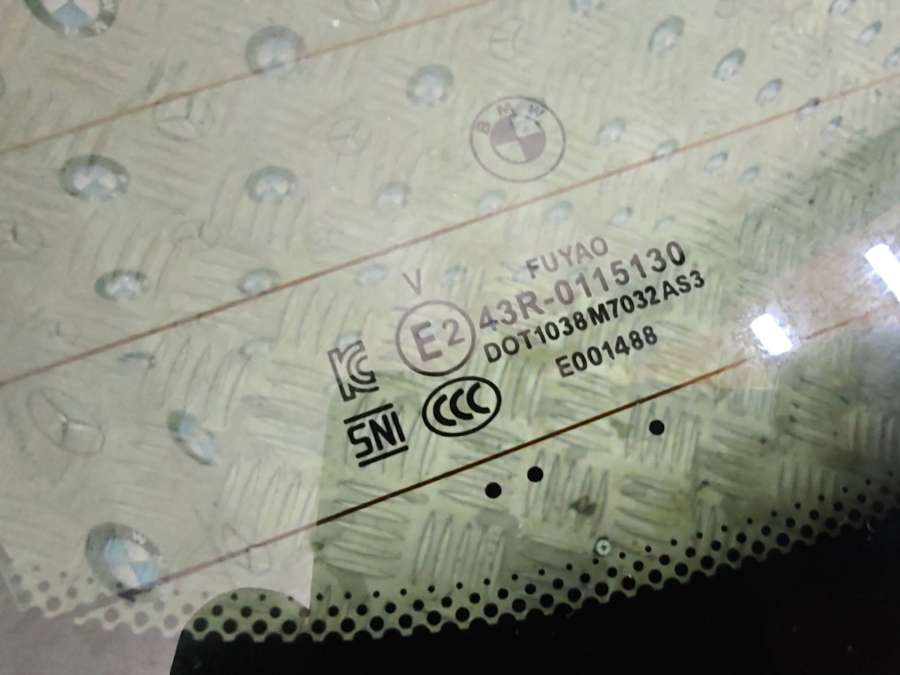 BMW
FUYAO
V
E2 43R-0115130
DOT1038 M7032 AS3
E001488
KC
CCC
SNI